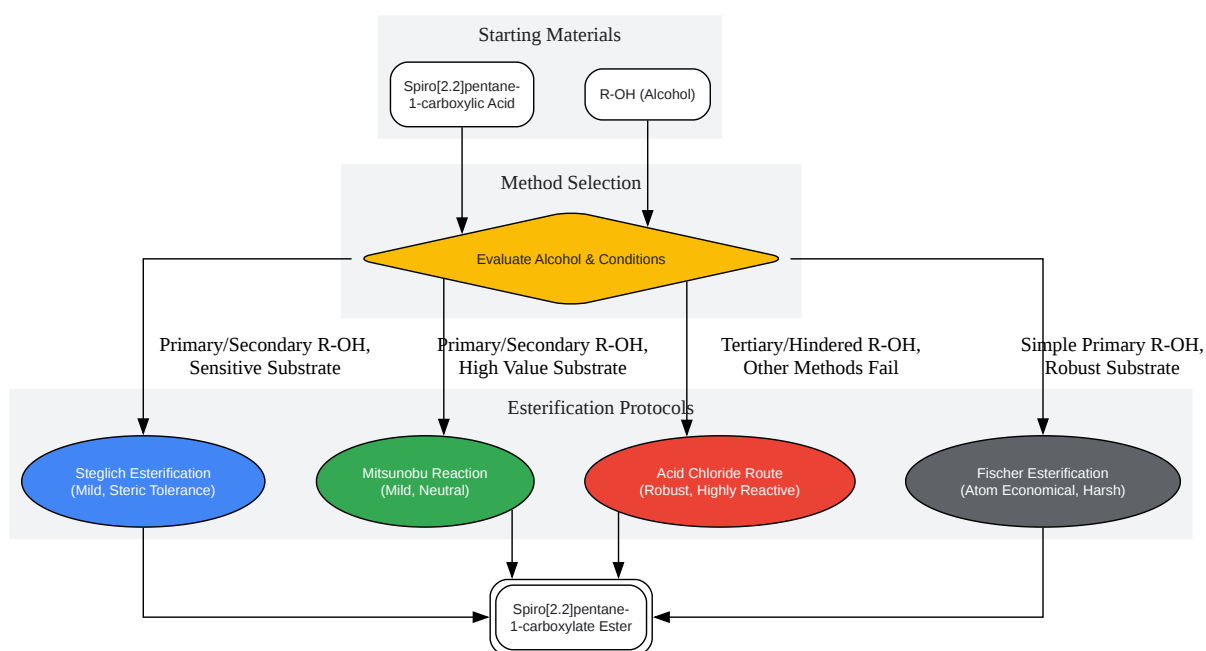 Starting Materials
Spiro[2.2]pentane-
1-carboxylic Acid
R-OH (Alcohol)
Method Selection
Evaluate Alcohol & Conditions
Primary/Secondary R-OH,
Sensitive Substrate
Primary/Secondary R-OH,
High Value Substrate
Tertiary/Hindered R-OH,
Other Methods Fail
Simple Primary R-OH,
Robust Substrate
Esterification Protocols
Steglich Esterification
(Mild, Steric Tolerance)
Mitsunobu Reaction
(Mild, Neutral)
Acid Chloride Route
(Robust, Highly Reactive)
Fischer Esterification
(Atom Economical, Harsh)
Spiro[2.2]pentane-
1-carboxylate Ester